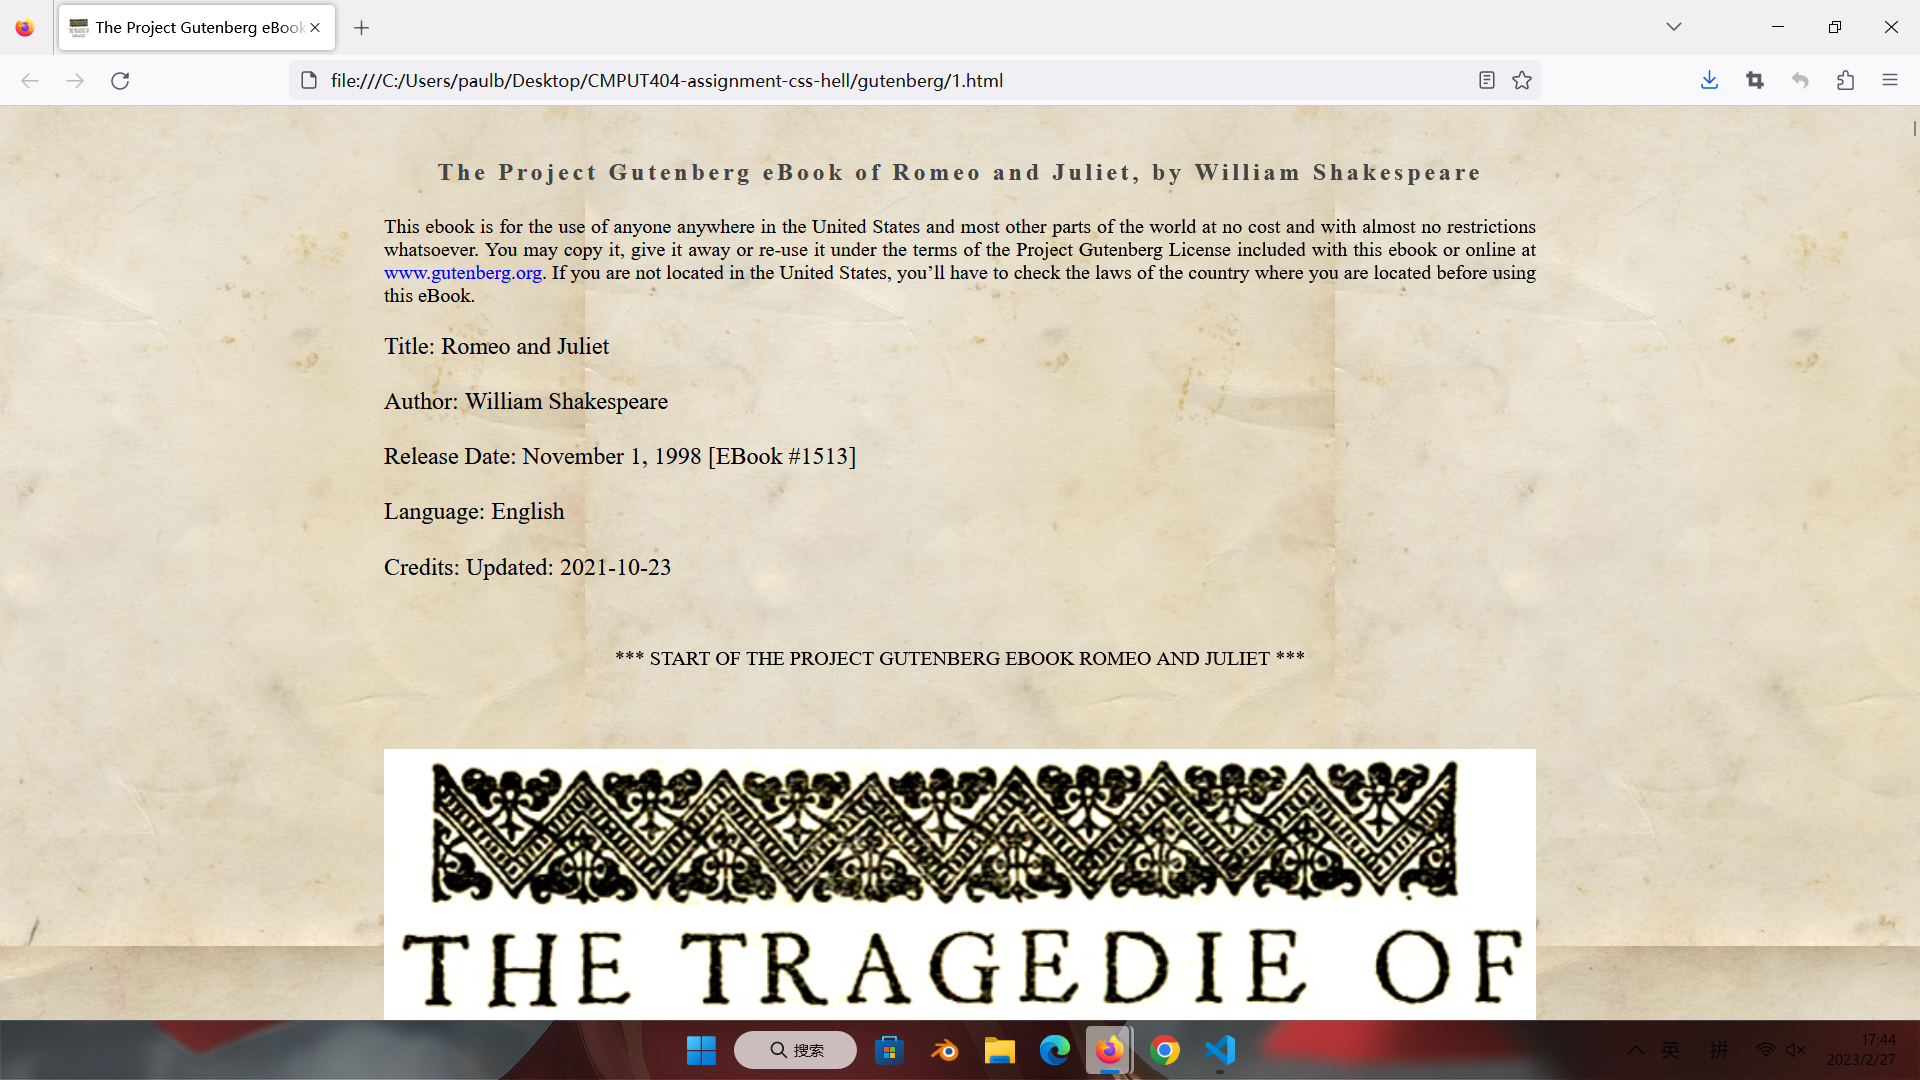 The Project Gutenberg eBook
file:///C:/Users/paulb/Desktop/CMPUT404-assignment-css-hell/gutenberg/1.html
The Project Gutenberg eBook of Romeo and Juliet, by William Shakespeare
This ebook is for the use of anyone anywhere in the United States and most other parts of the world at no cost and with almost no restrictions
whatsoever. You may copy it, give it away or re-use it under the terms of the Project Gutenberg License included with this ebook or online at
www.gutenberg.org. If you are not located in the United States, you’ll have to check the laws of the country where you are located before using
this eBook.
Title: Romeo and Juliet
Author: William Shakespeare
Release Date: November 1, 1998 [EBook #1513]
Language: English
Credits: Updated: 2021-10-23
*** START OF THE PROJECT GUTENBERG EBOOK ROMEO AND JULIET ***
THE TRAGEDIE OF
搜索
英 拼
17:44
2023/2/27